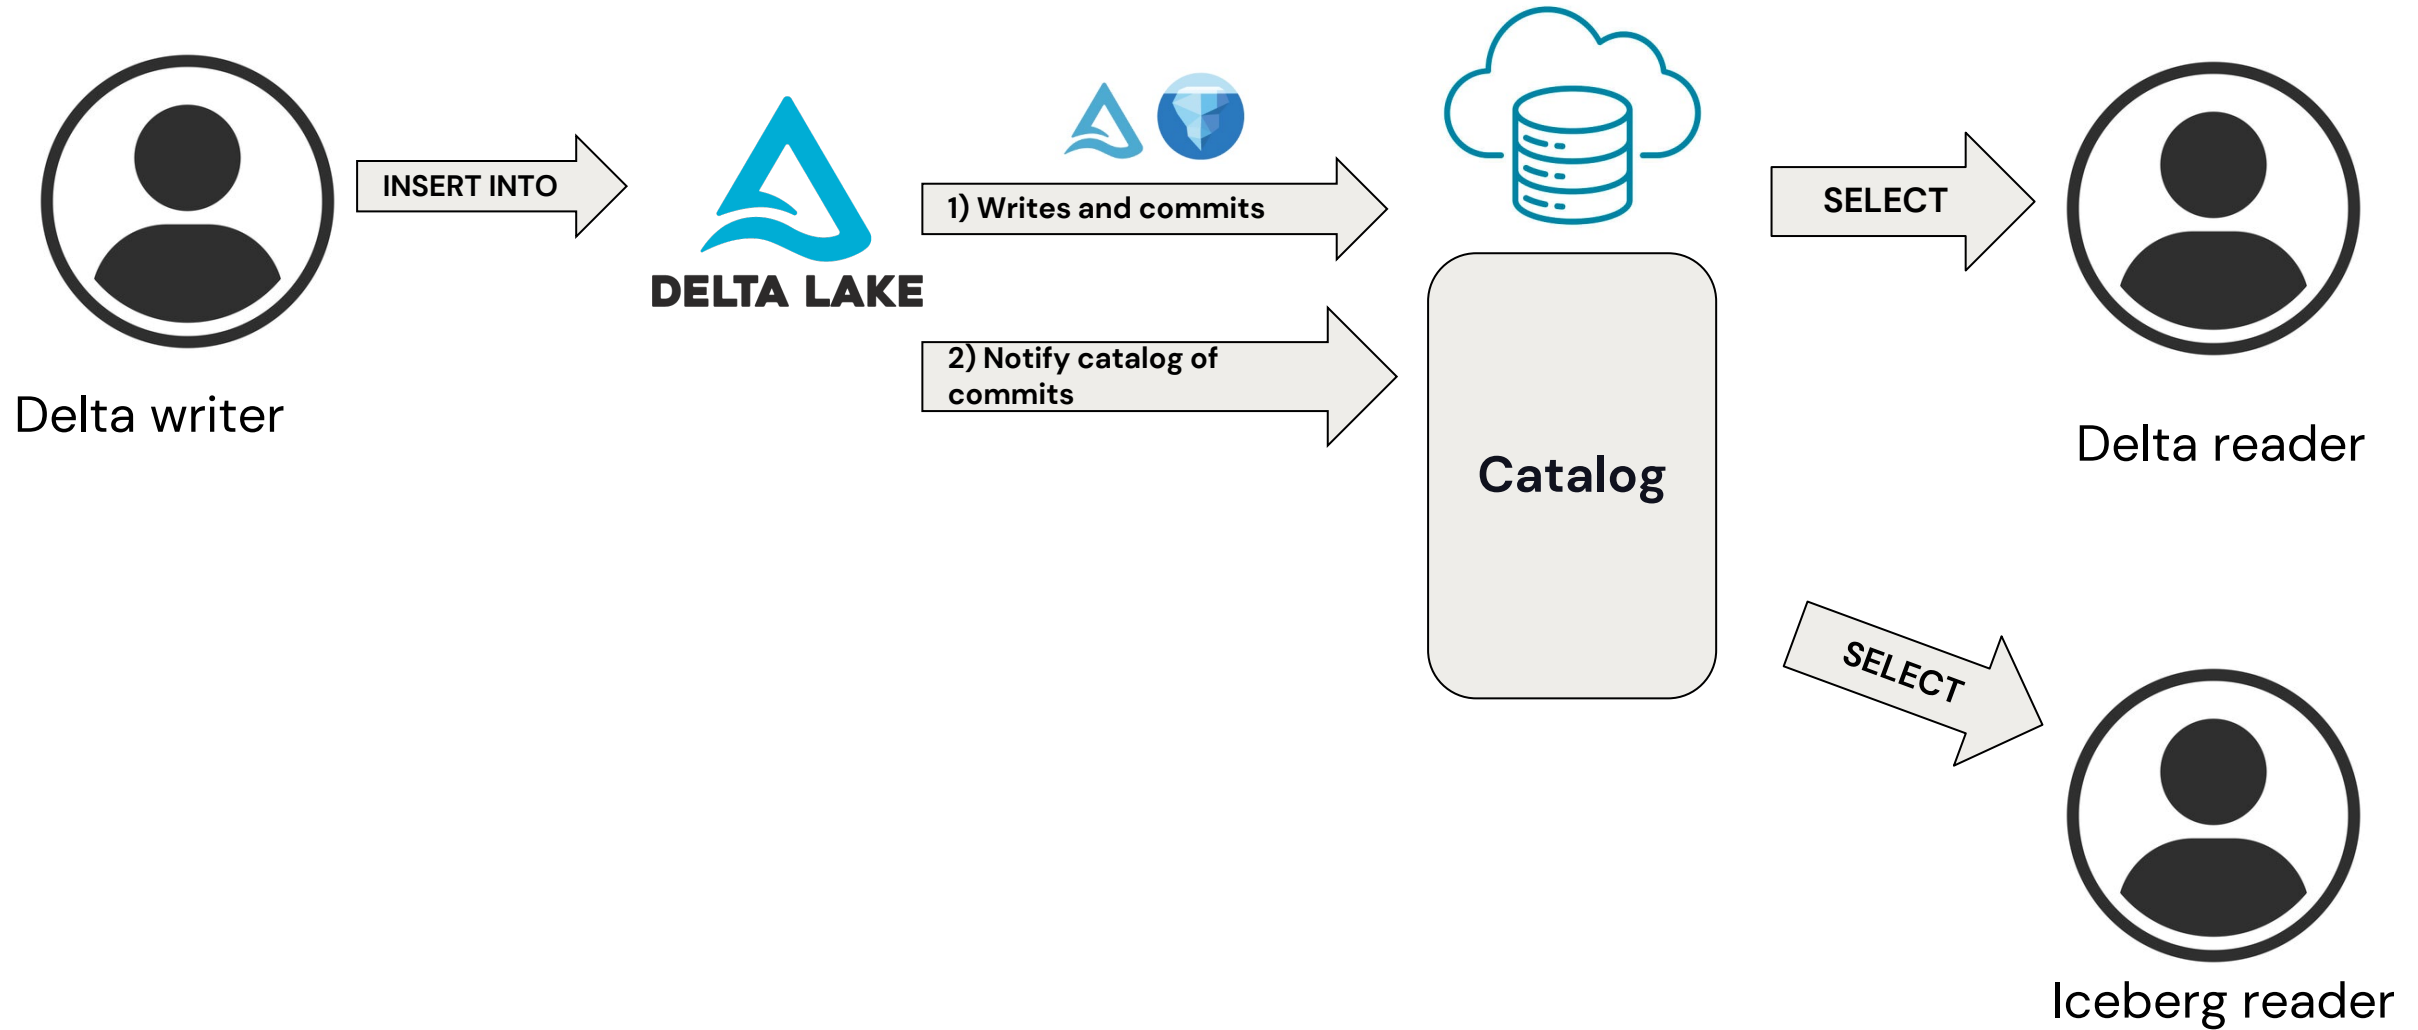 INSERT INTO
DELTA LAKE
1) Writes and commits
2) Notify catalog of
commits
SELECT
Catalog
SELECT
Delta writer
Delta reader
Iceberg reader